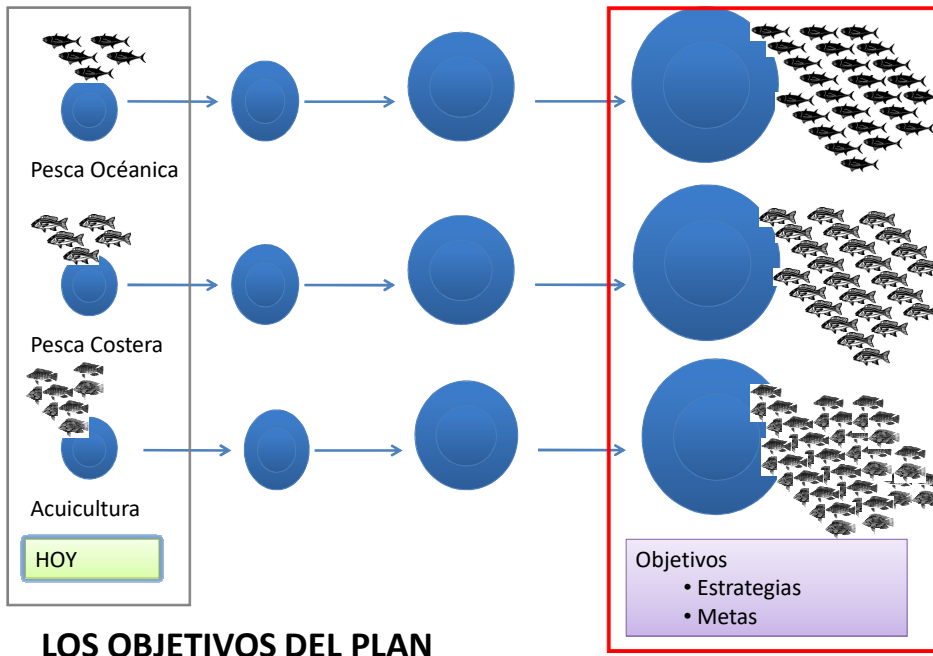 Pesca Océanica
Pesca Costera
Acuicultura
HOY
Objetivos
• Estrategias
• Metas
LOS OBJETIVOS DEL PLAN